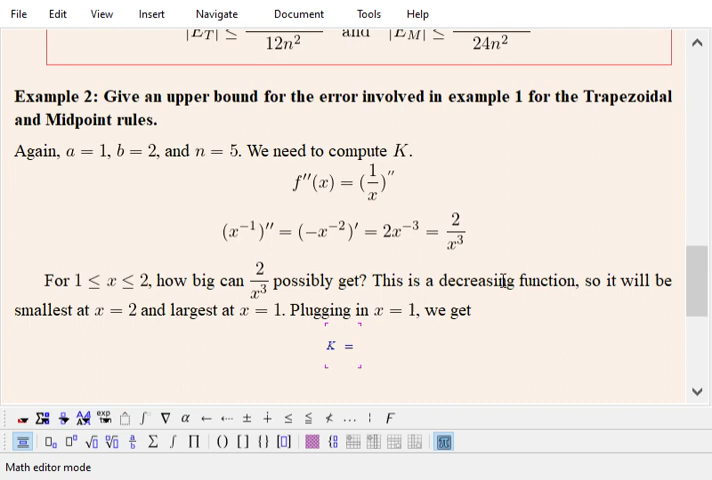 File Edit View Insert Navigate Document Tools Help
|E_T| ≤ 12n² and |E_M| ≤ 24n²
Example 2: Give an upper bound for the error involved in example 1 for the Trapezoidal
and Midpoint rules.
Again, a = 1, b = 2, and n = 5. We need to compute K.
f''(x) = (1/x)''
(x⁻¹)'' = (−x⁻²)' = 2x⁻³ = 2/x³
For 1 ≤ x ≤ 2, how big can 2/x³ possibly get? This is a decreasing function, so it will be
smallest at x = 2 and largest at x = 1. Plugging in x = 1, we get
K =
Math editor mode